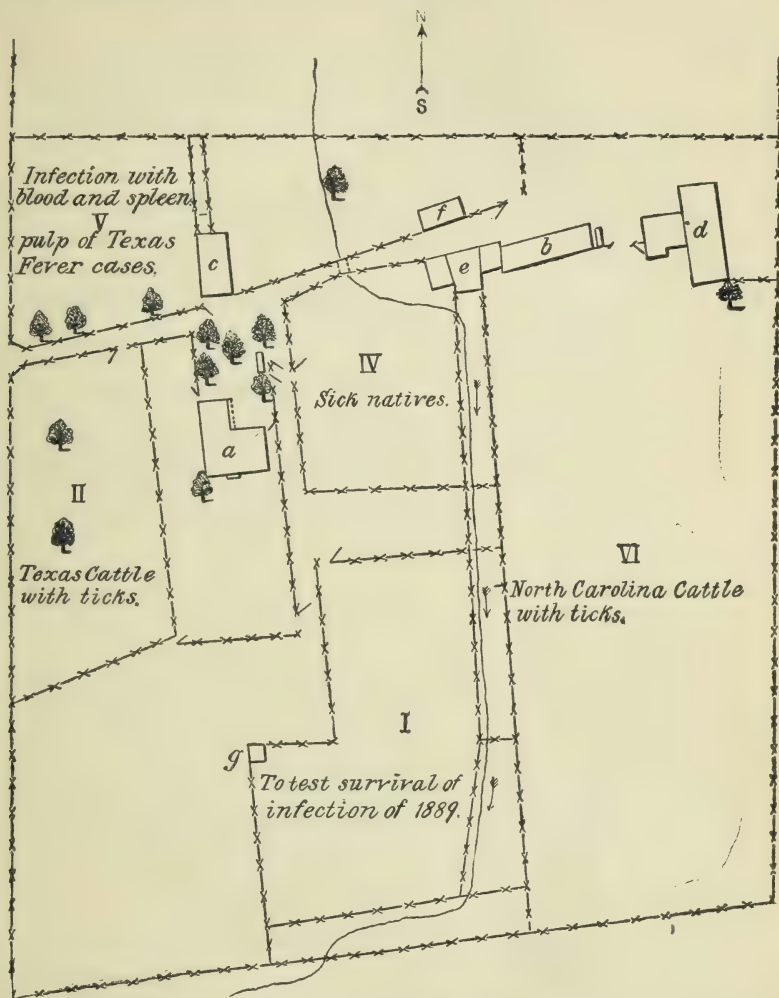 N
S
Infection with
blood and spleen
V
pulp of Texas
Fever cases.
c
f
e
b
d
IV
Sick natives.
a
II
Texas Cattle
with ticks.
VI
North Carolina Cattle
with ticks.
I
g
To test survival of
infection of 1889.